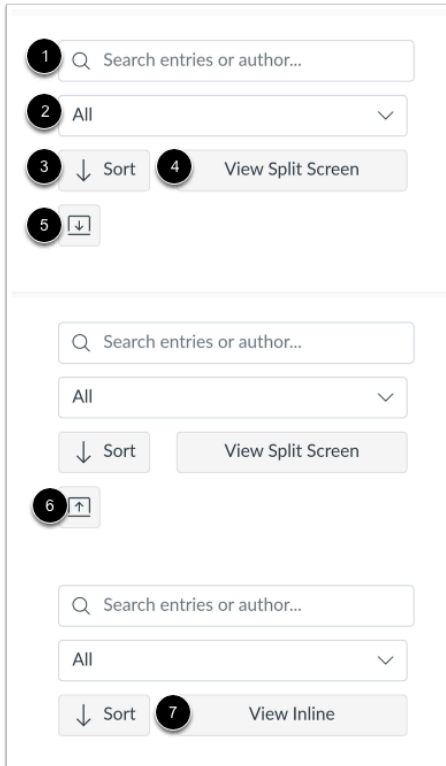 1 Search entries or author...
2 All
3 Sort 4 View Split Screen
5
Search entries or author...
All
Sort View Split Screen
6
Search entries or author...
All
Sort 7 View Inline